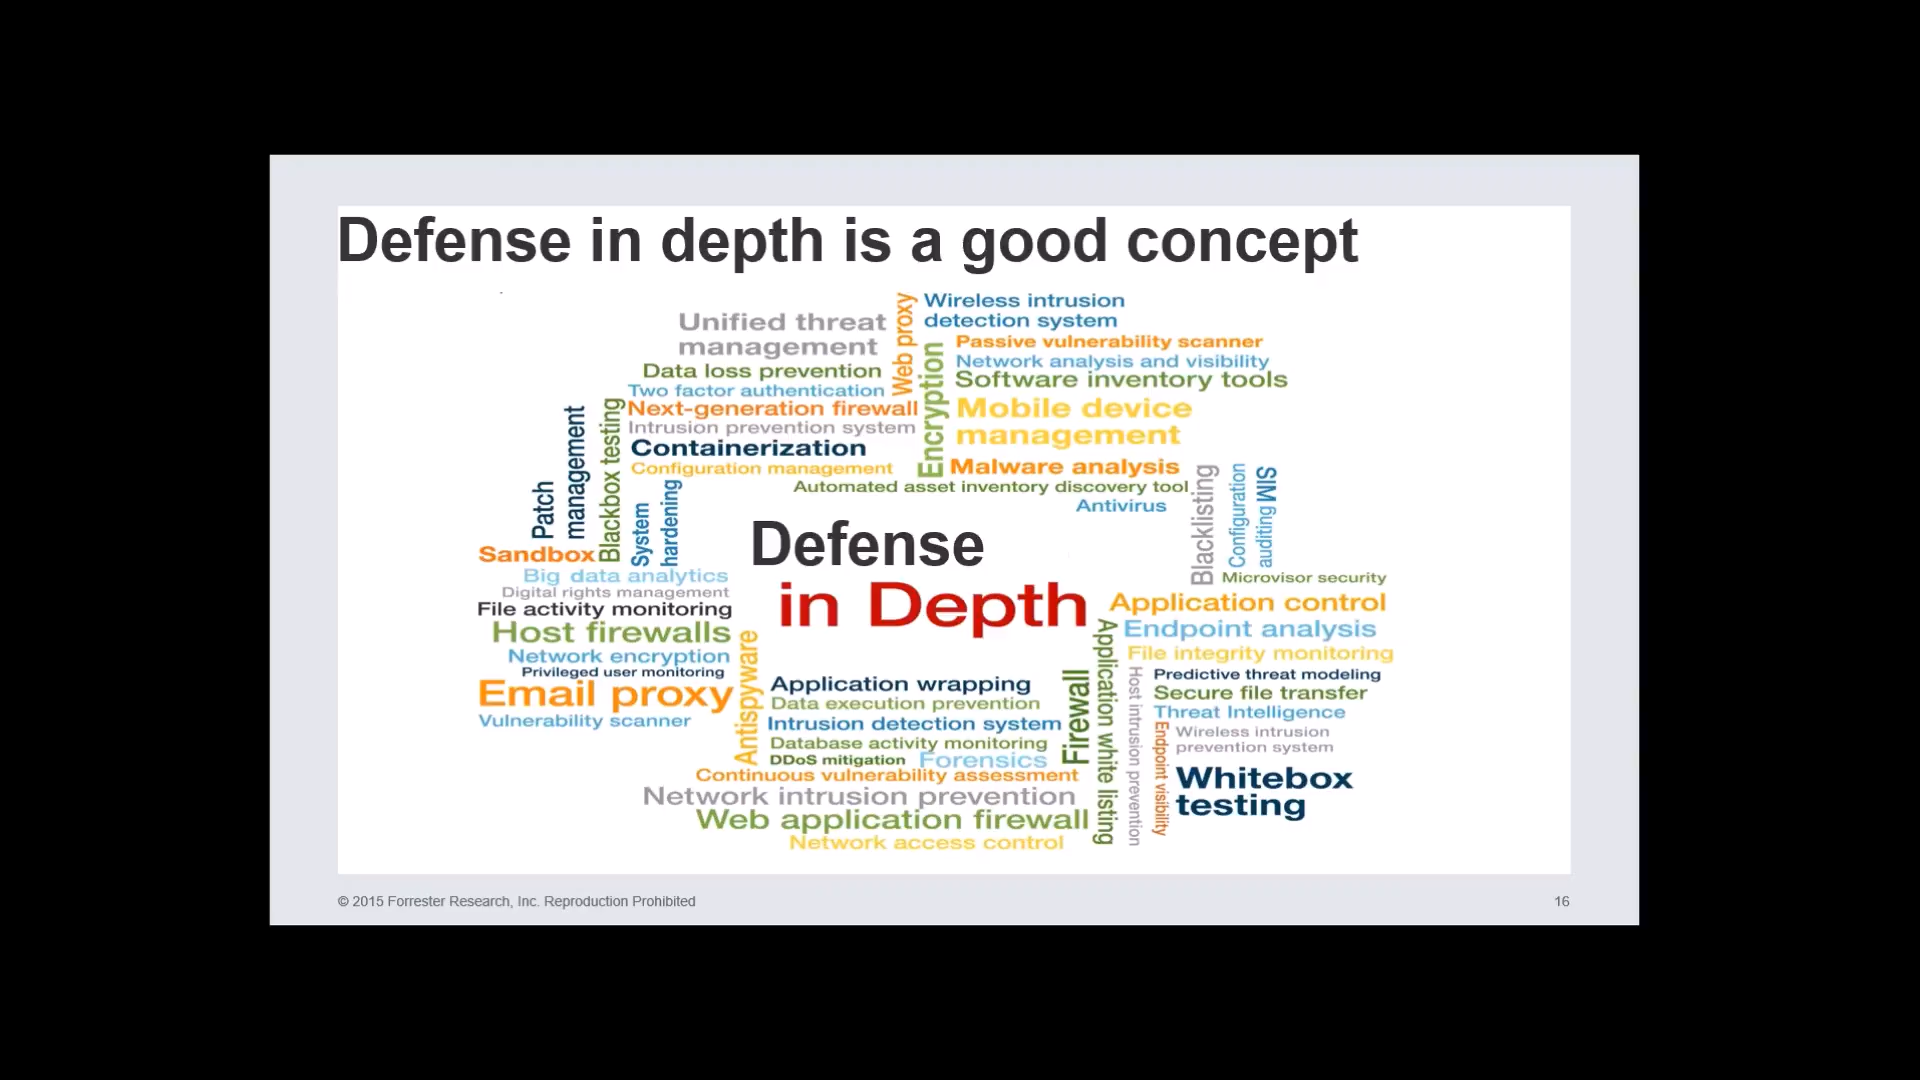 Defense in depth is a good concept
Unified threat
management
Data loss prevention
Two factor authentication
Next-generation firewall
Intrusion prevention system
Containerization
Configuration management
Web proxy
Encryption
Wireless intrusion
detection system
Passive vulnerability scanner
Network analysis and visibility
Software inventory tools
Mobile device
management
Malware analysis
Automated asset inventory discovery tool
Antivirus
Patch
management
Blackbox testing
System
hardening
Blacklisting
Configuration
auditing SIM
Sandbox
Big data analytics
Digital rights management
File activity monitoring
Host firewalls
Network encryption
Privileged user monitoring
Email proxy
Vulnerability scanner
Defense
in Depth
Microvisor security
Application control
Endpoint analysis
File integrity monitoring
Predictive threat modeling
Secure file transfer
Threat Intelligence
Wireless intrusion
prevention system
Whitebox
testing
Antispyware
Application wrapping
Data execution prevention
Intrusion detection system
Database activity monitoring
DDoS mitigation
Forensics
Continuous vulnerability assessment
Network intrusion prevention
Web application firewall
Network access control
Firewall
Application white listing
Host intrusion prevention
Endpoint visibility
© 2015 Forrester Research, Inc. Reproduction Prohibited
16